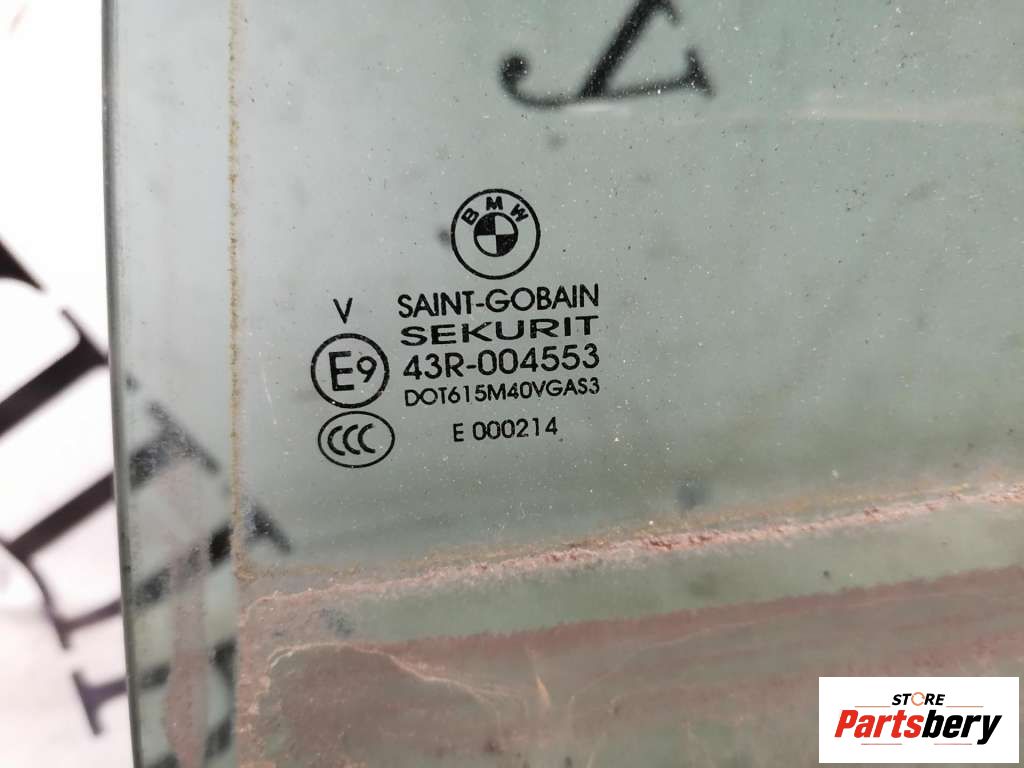 BMW
V
SAINT-GOBAIN
SEKURIT
E9
43R-004553
DOT615M40VGAS3
CCC
E 000214
STORE
Partsbery